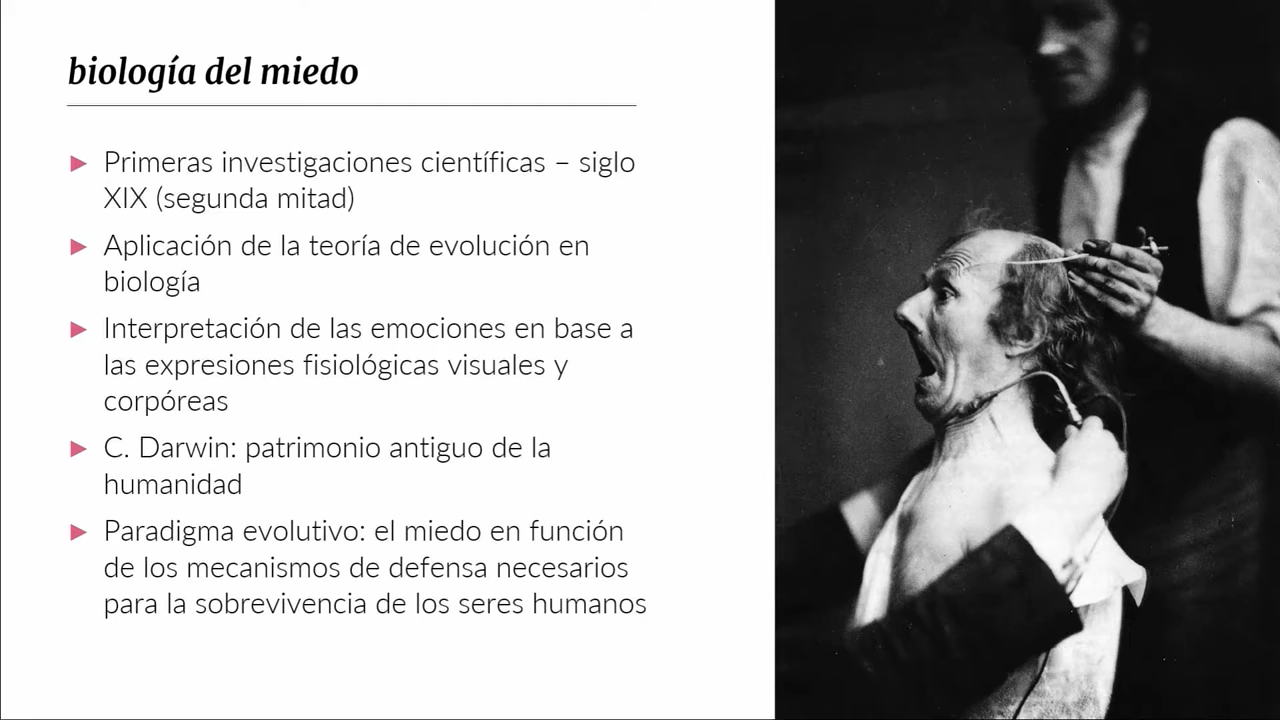 biología del miedo
► Primeras investigaciones científicas – siglo
XIX (segunda mitad)
► Aplicación de la teoría de evolución en
biología
► Interpretación de las emociones en base a
las expresiones fisiológicas visuales y
corpóreas
► C. Darwin: patrimonio antiguo de la
humanidad
► Paradigma evolutivo: el miedo en función
de los mecanismos de defensa necesarios
para la sobrevivencia de los seres humanos